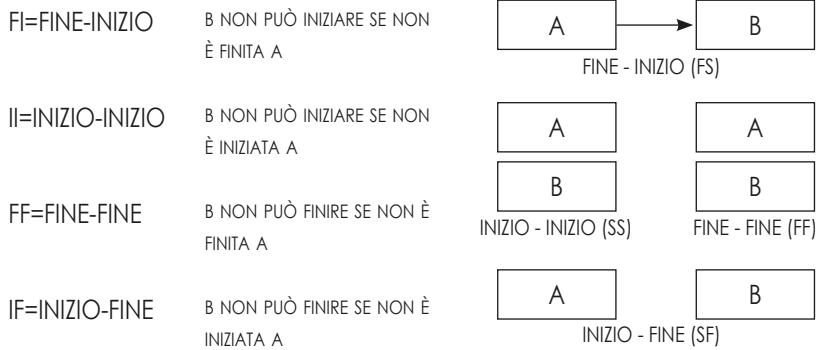 FI=FINE-INIZIO
B NON PUÒ INIZIARE SE NON
È FINITA A
A
B
FINE - INIZIO (FS)
II=INIZIO-INIZIO
B NON PUÒ INIZIARE SE NON
È INIZIATA A
A
A
B
B
INIZIO - INIZIO (SS)
FINE - FINE (FF)
FF=FINE-FINE
B NON PUÒ FINIRE SE NON È
FINITA A
IF=INIZIO-FINE
B NON PUÒ FINIRE SE NON È
INIZIATA A
A
B
INIZIO - FINE (SF)